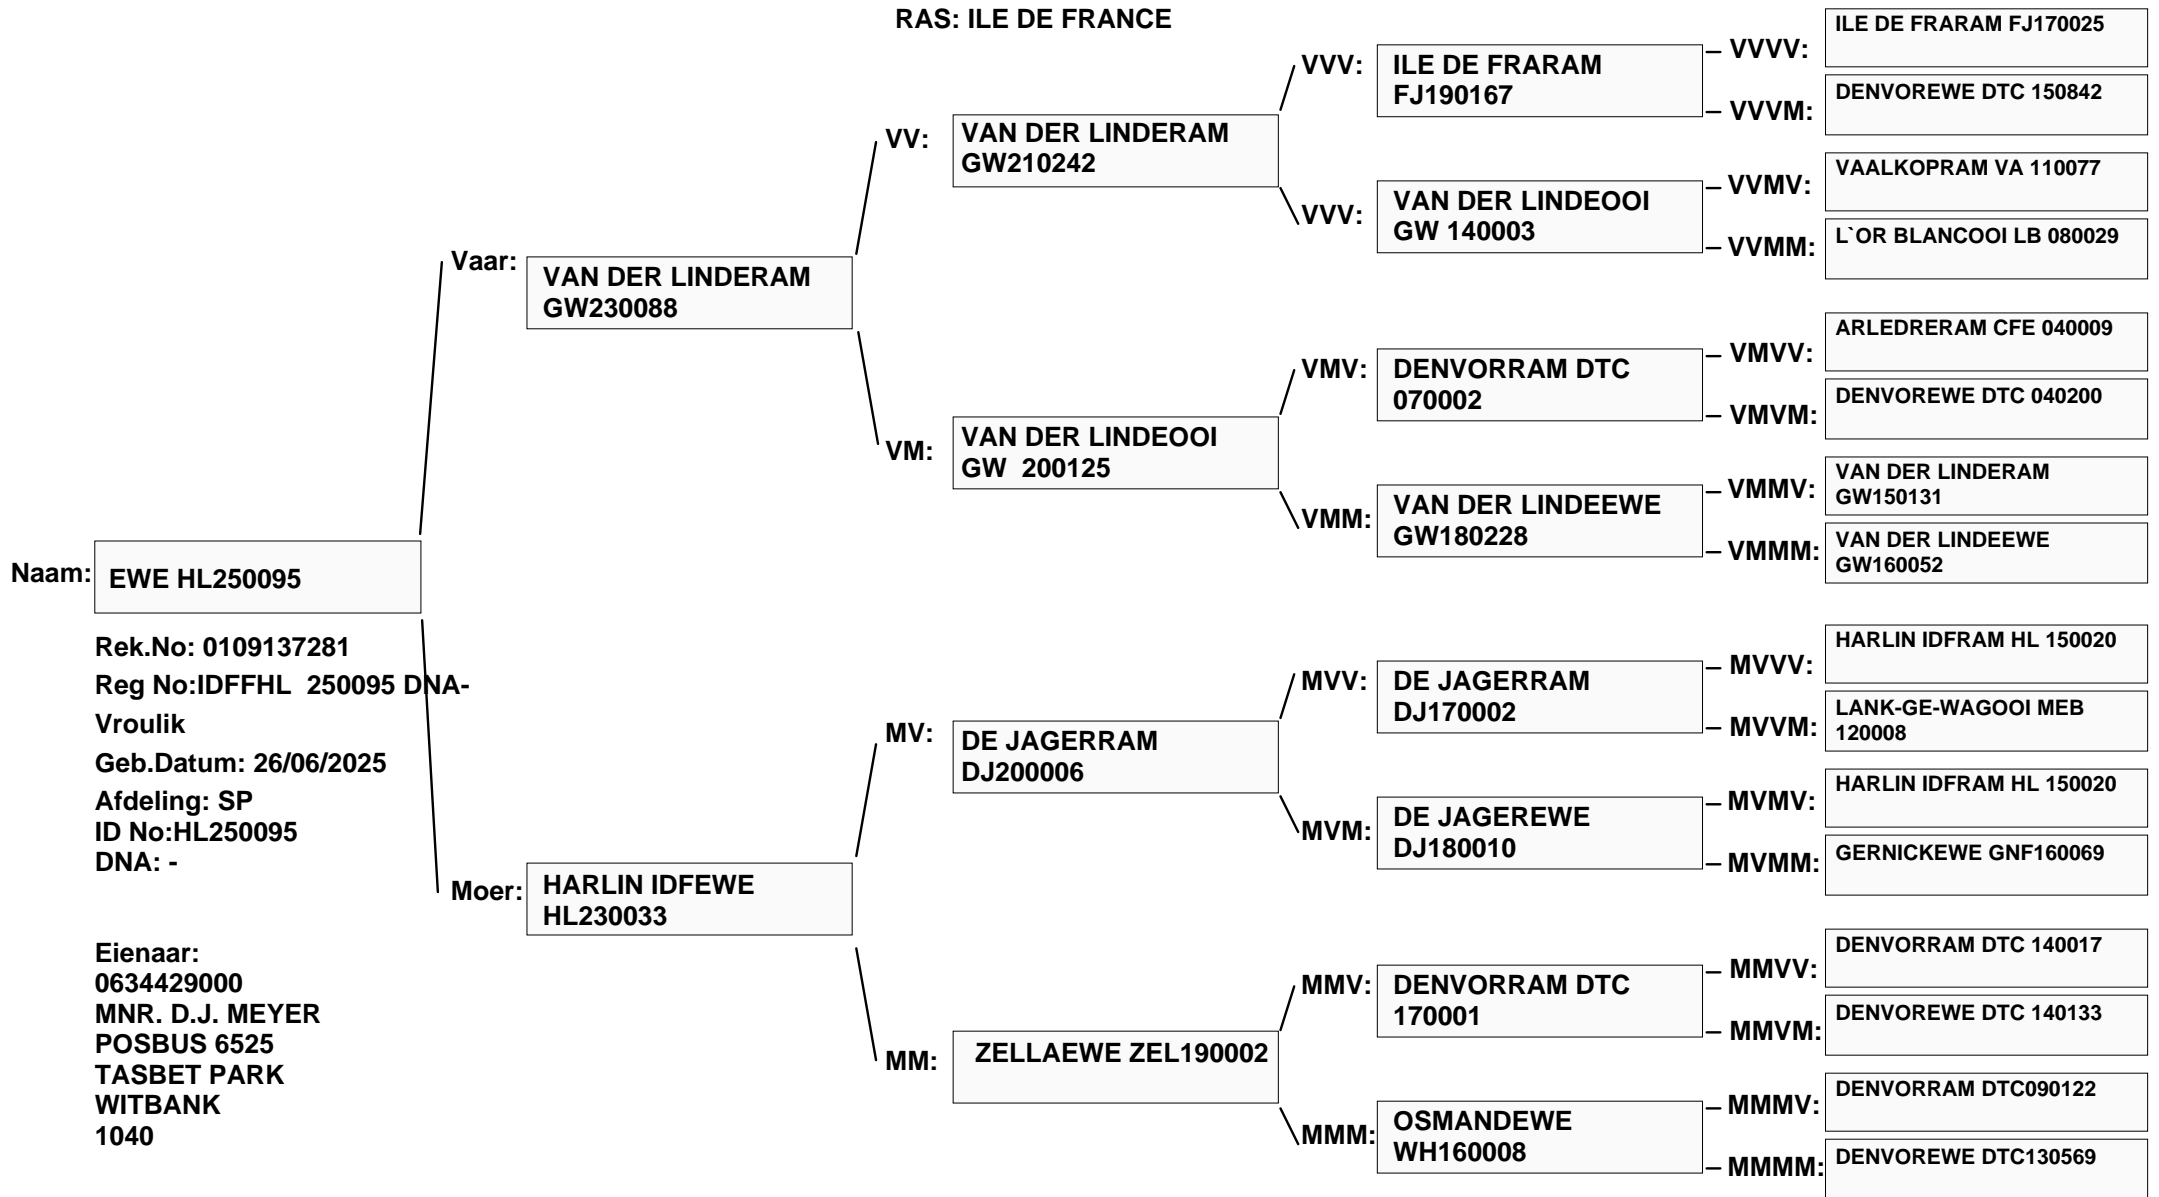 RAS: ILE DE FRANCE
Naam:
EWE HL250095
Rek.No: 0109137281
Reg No:IDFFHL  250095 DNA-
Vroulik
Geb.Datum: 26/06/2025
Afdeling: SP
ID No:HL250095
DNA: -
Eienaar:
0634429000
MNR. D.J. MEYER
POSBUS 6525
TASBET PARK
WITBANK
1040
Vaar:
VAN DER LINDERAM
GW230088
Moer:
HARLIN IDFEWE
HL230033
VV:
VAN DER LINDERAM
GW210242
VM:
VAN DER LINDEOOI
GW  200125
MV:
DE JAGERRAM
DJ200006
MM:
ZELLAEWE ZEL190002
VVV:
ILE DE FRARAM
FJ190167
VVV:
VAN DER LINDEOOI
GW 140003
VMV:
DENVORRAM DTC
070002
VMM:
VAN DER LINDEEWE
GW180228
MVV:
DE JAGERRAM
DJ170002
MVM:
DE JAGEREWE
DJ180010
MMV:
DENVORRAM DTC
170001
MMM:
OSMANDEWE
WH160008
VVVV:
ILE DE FRARAM FJ170025
VVVM:
DENVOREWE DTC 150842
VVMV:
VAALKOPRAM VA 110077
VVMM:
L`OR BLANCOOI LB 080029
VMVV:
ARLEDRERAM CFE 040009
VMVM:
DENVOREWE DTC 040200
VMMV:
VAN DER LINDERAM
GW150131
VMMM:
VAN DER LINDEEWE
GW160052
MVVV:
HARLIN IDFRAM HL 150020
MVVM:
LANK-GE-WAGOOI MEB
120008
MVMV:
HARLIN IDFRAM HL 150020
MVMM:
GERNICKEWE GNF160069
MMVV:
DENVORRAM DTC 140017
MMVM:
DENVOREWE DTC 140133
MMMV:
DENVORRAM DTC090122
MMMM:
DENVOREWE DTC130569